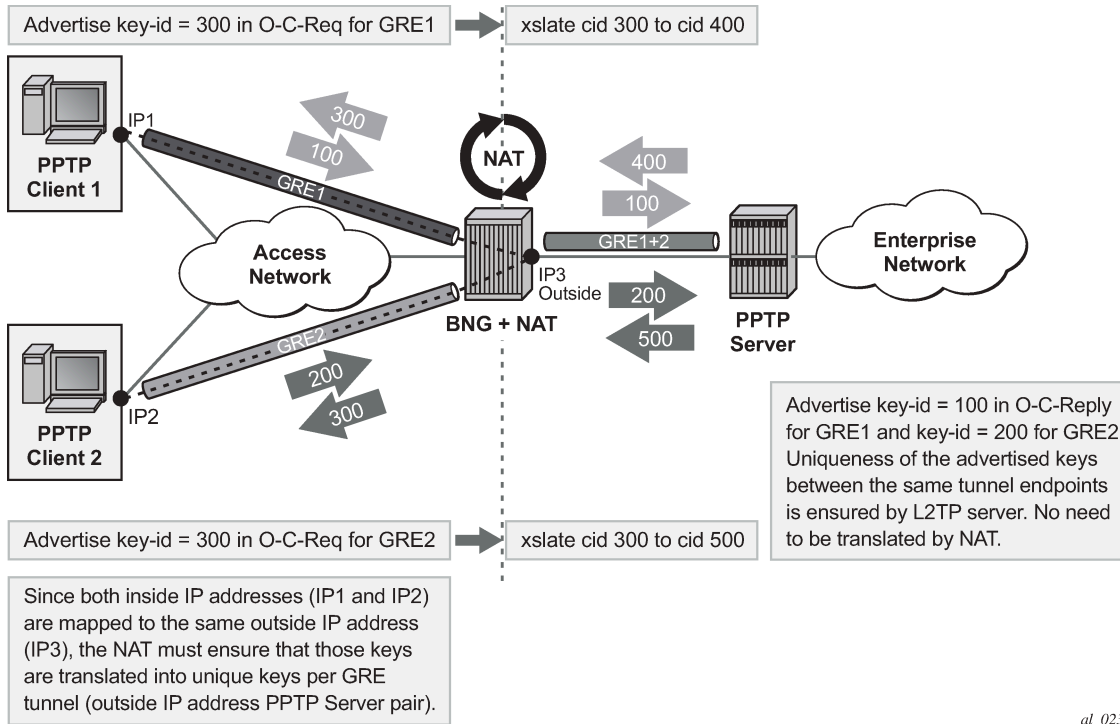 Advertise key-id = 300 in O-C-Req for GRE1
xslate cid 300 to cid 400
IP1
PPTP
Client 1
300
100
GRE1
NAT
400
100
GRE1+2
Access
Network
IP3
Outside
BNG + NAT
200
500
PPTP
Server
Enterprise
Network
GRE2
200
300
IP2
PPTP
Client 2
Advertise key-id = 100 in O-C-Reply
for GRE1 and key-id = 200 for GRE2
Uniqueness of the advertised keys
between the same tunnel endpoints
is ensured by L2TP server. No need
to be translated by NAT.
Advertise key-id = 300 in O-C-Req for GRE2
xslate cid 300 to cid 500
Since both inside IP addresses (IP1 and IP2)
are mapped to the same outside IP address
(IP3), the NAT must ensure that those keys
are translated into unique keys per GRE
tunnel (outside IP address PPTP Server pair).